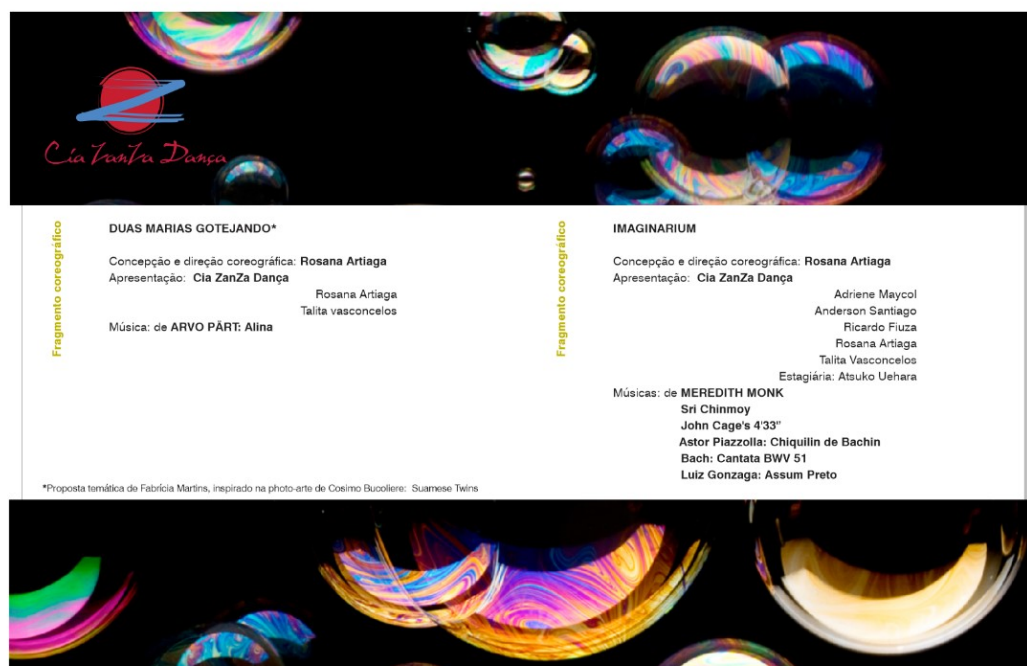 Cia ZanZa Dança
Fragmento coreográfico
DUAS MARIAS GOTEJANDO*
Concepção e direção coreográfica: Rosana Artiaga
Apresentação: Cia ZanZa Dança
Rosana Artiaga
Talita vasconcelos
Música: de ARVO PÄRT: Alina
*Proposta temática de Fabrícia Martins, inspirado na photo-arte de Cosimo Bucoliere: Suamese Twins
Fragmento coreográfico
IMAGINARIUM
Concepção e direção coreográfica: Rosana Artiaga
Apresentação: Cia ZanZa Dança
Adriene Maycol
Anderson Santiago
Ricardo Fiuza
Rosana Artiaga
Talita Vasconcelos
Estagiária: Atsuko Uehara
Músicas: de MEREDITH MONK
Sri Chinmoy
John Cage's 4'33"
Astor Piazzolla: Chiquilin de Bachin
Bach: Cantata BWV 51
Luiz Gonzaga: Assum Preto